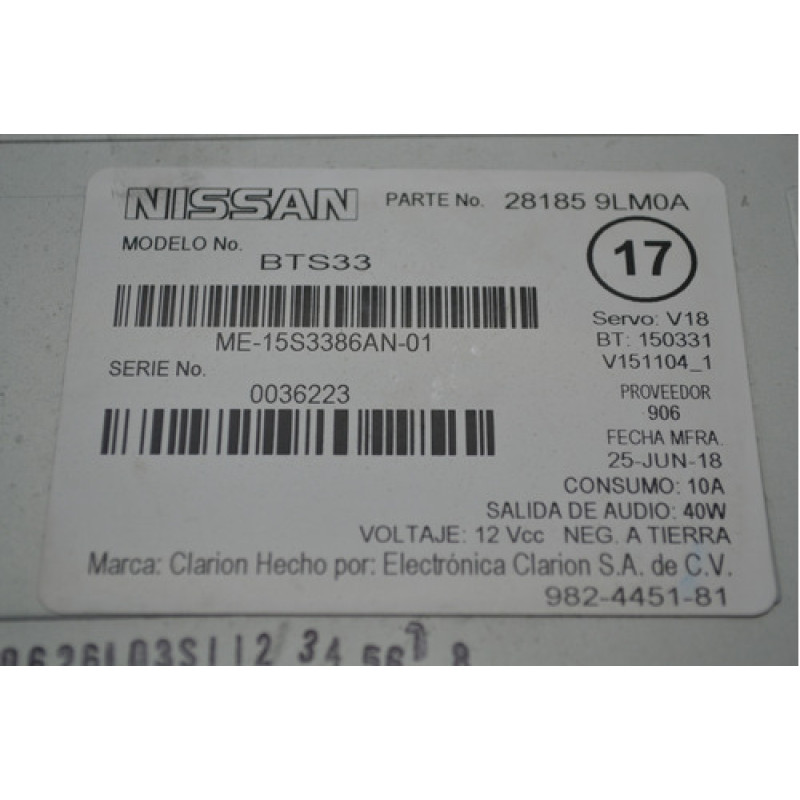 NISSAN PARTE No. 28185 9LM0A
MODELO No. BTS33
17
ME-15S3386AN-01
Servo: V18
BT: 150331
V151104_1
SERIE No.
0036223
PROVEEDOR
906
FECHA MFRA.
25-JUN-18
CONSUMO: 10A
SALIDA DE AUDIO: 40W
VOLTAJE: 12 Vcc NEG. A TIERRA
Marca: Clarion Hecho por: Electrónica Clarion S.A. de C.V.
982-4451-81